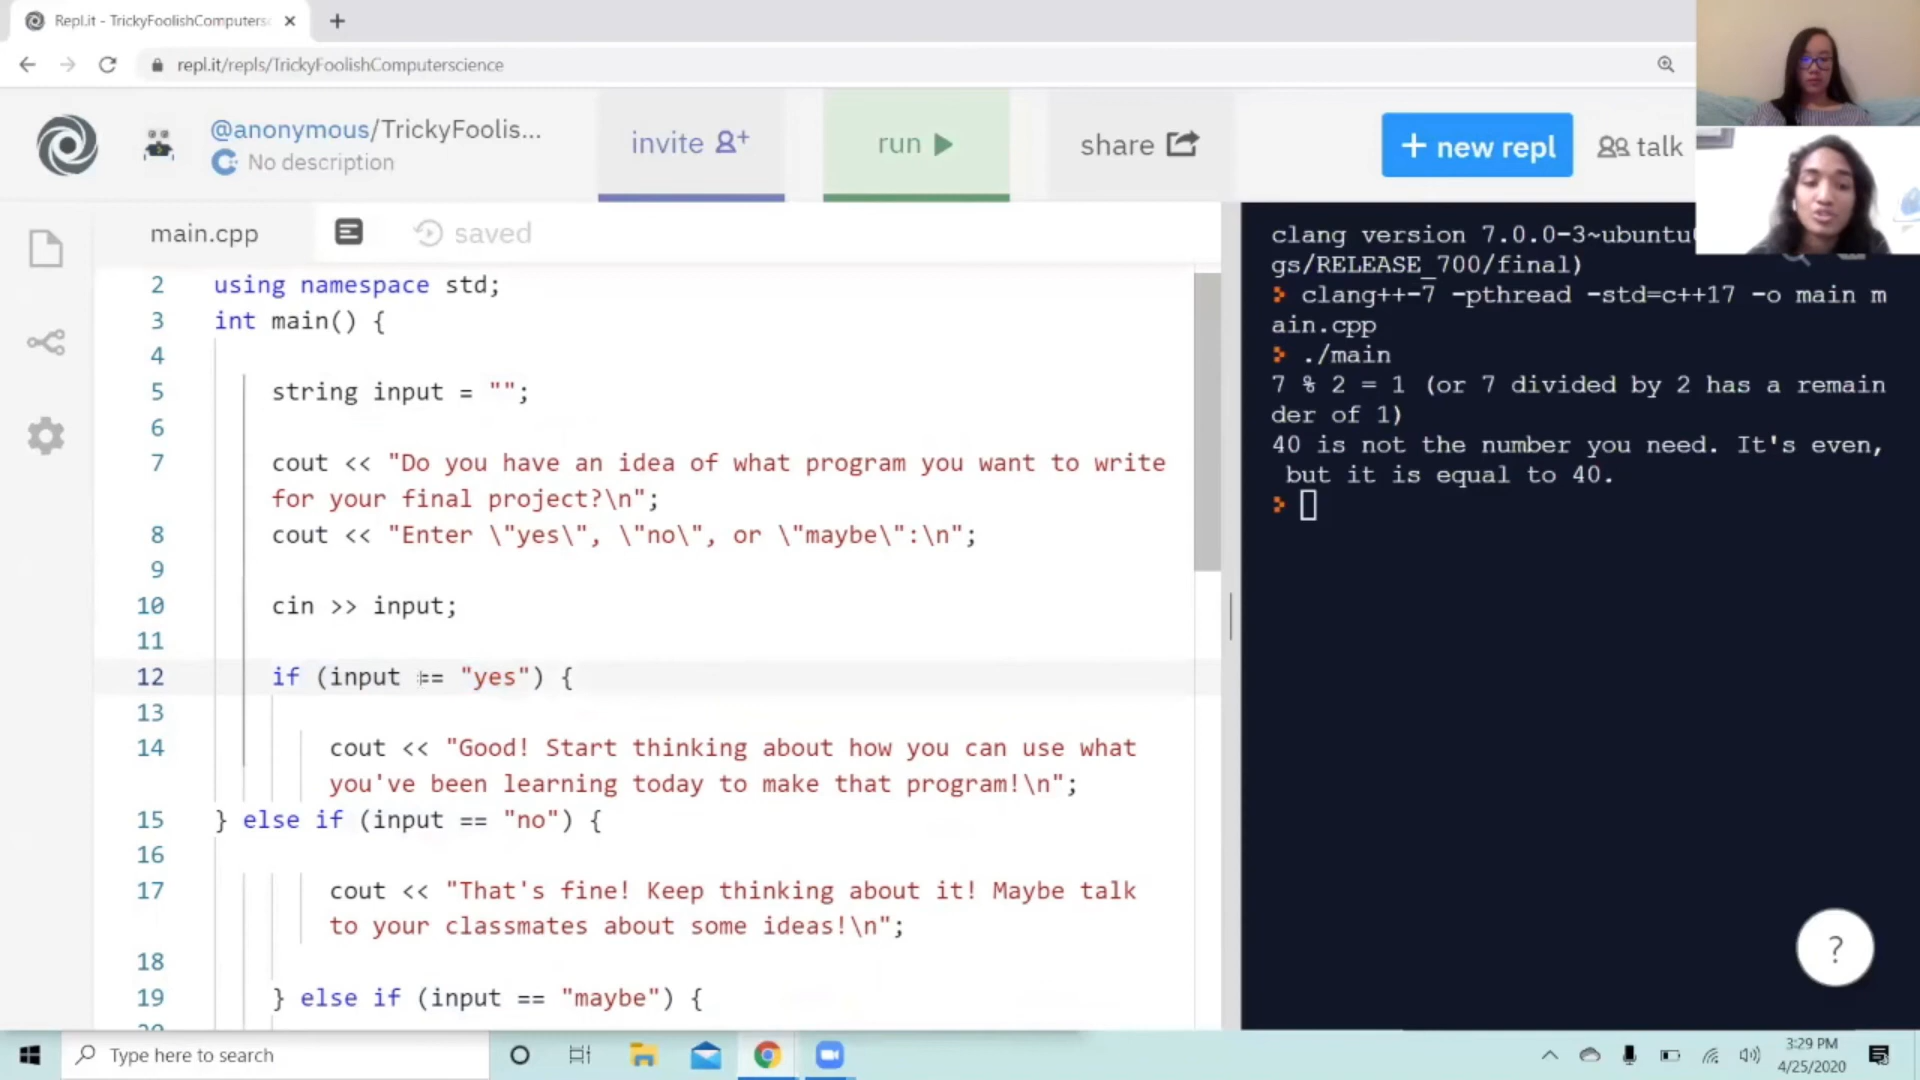 Repl.it - TrickyFoolishComputers
repl.it/repls/TrickyFoolishComputerscience
@anonymous/TrickyFoolis...
No description
invite
run
share
+ new repl
talk
main.cpp
saved
2 using namespace std;
3 int main() {
4
5 string input = "";
6
7 cout << "Do you have an idea of what program you want to write
for your final project?\n";
8 cout << "Enter \"yes\", \"no\", or \"maybe\":\n";
9
10 cin >> input;
11
12 if (input == "yes") {
13
14 cout << "Good! Start thinking about how you can use what
you've been learning today to make that program!\n";
15 } else if (input == "no") {
16
17 cout << "That's fine! Keep thinking about it! Maybe talk
to your classmates about some ideas!\n";
18
19 } else if (input == "maybe") {
clang version 7.0.0-3~ubuntu
gs/RELEASE_700/final)
clang++-7 -pthread -std=c++17 -o main m
ain.cpp
./main
7 % 2 = 1 (or 7 divided by 2 has a remain
der of 1)
40 is not the number you need. It's even,
but it is equal to 40.
?
Type here to search
3:29 PM
4/25/2020